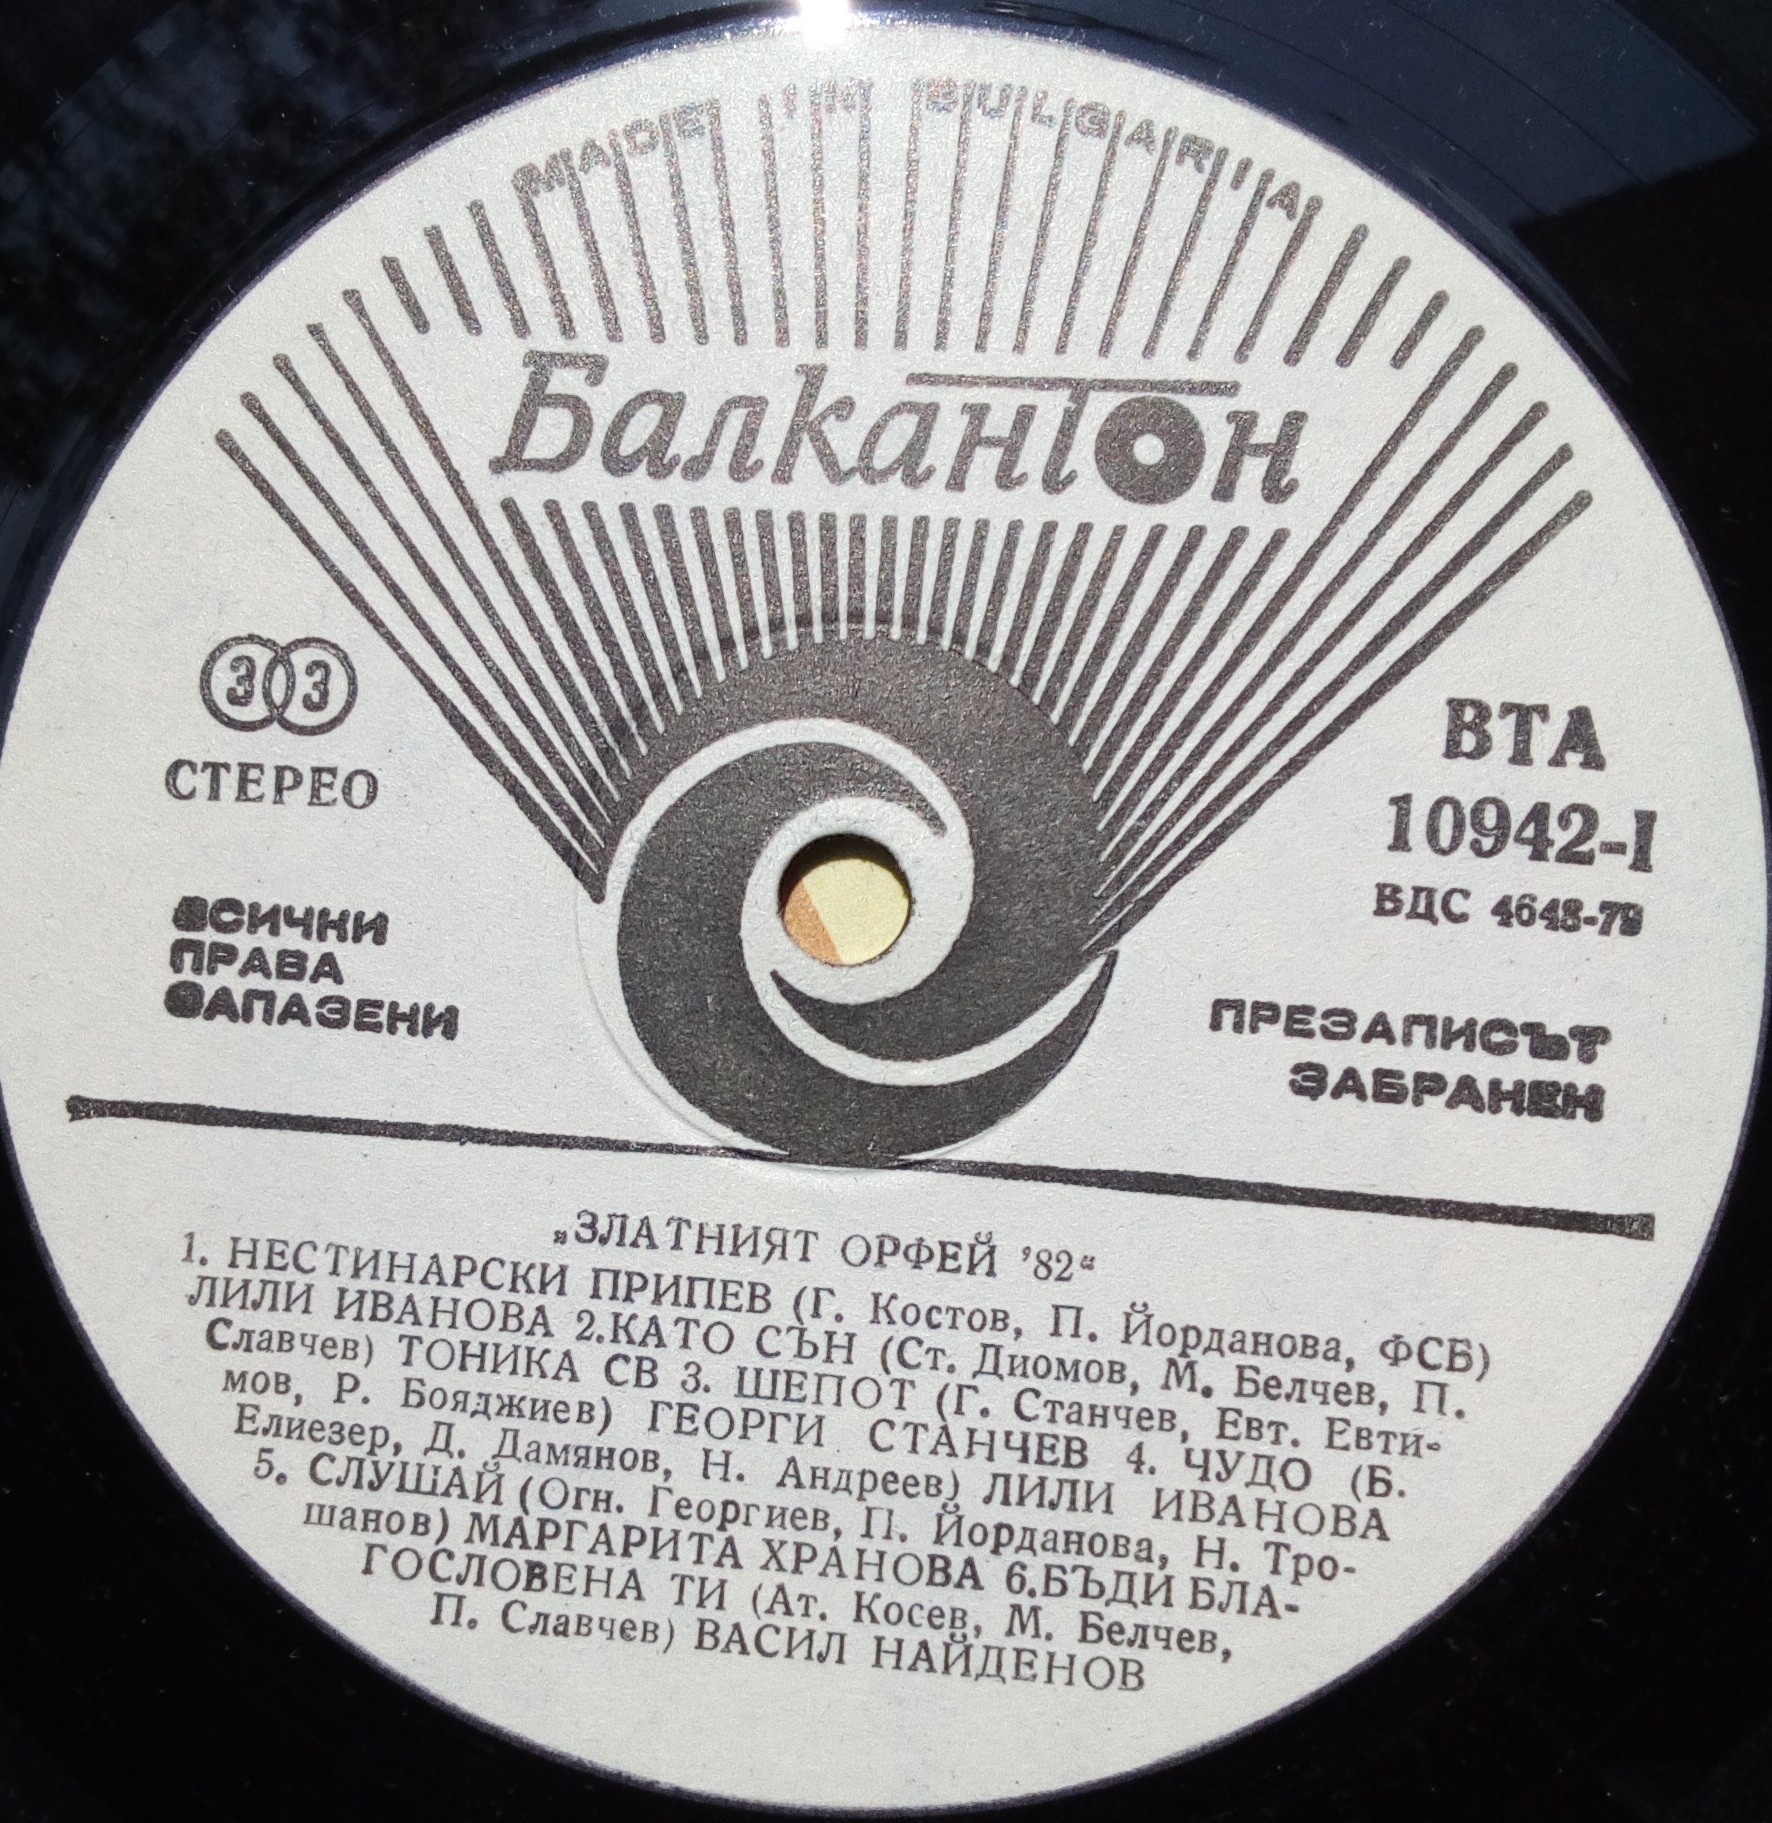 MADE IN BULGARIA
Балкантон
33
СТЕРЕО
ВТА
10942-I
ВДС 4648-79
ВСИЧКИ
ПРАВА
ЗАПАЗЕНИ
ПРЕЗАПИСЪТ
ЗАБРАНЕН
„ЗЛАТНИЯТ ОРФЕЙ '82“
1. НЕСТИНАРСКИ ПРИПЕВ (Г. Костов, П. Йорданова, ФСБ)
ЛИЛИ ИВАНОВА 2.КАТО СЪН (Ст. Диомов, М. Белчев, П.
Славчев) ТОНИКА СВ 3. ШЕПОТ (Г. Станчев, Евт. Евти-
мов, Р. Бояджиев) ГЕОРГИ СТАНЧЕВ 4. ЧУДО (Б.
Елиезер, Д. Дамянов, Н. Андреев) ЛИЛИ ИВАНОВА
5. СЛУШАЙ (Огн. Георгиев, П. Йорданова, Н. Тро-
шанов) МАРГАРИТА ХРАНОВА 6.БЪДИ БЛА-
ГОСЛОВЕНА ТИ (Ат. Косев, М. Белчев,
П. Славчев) ВАСИЛ НАЙДЕНОВ